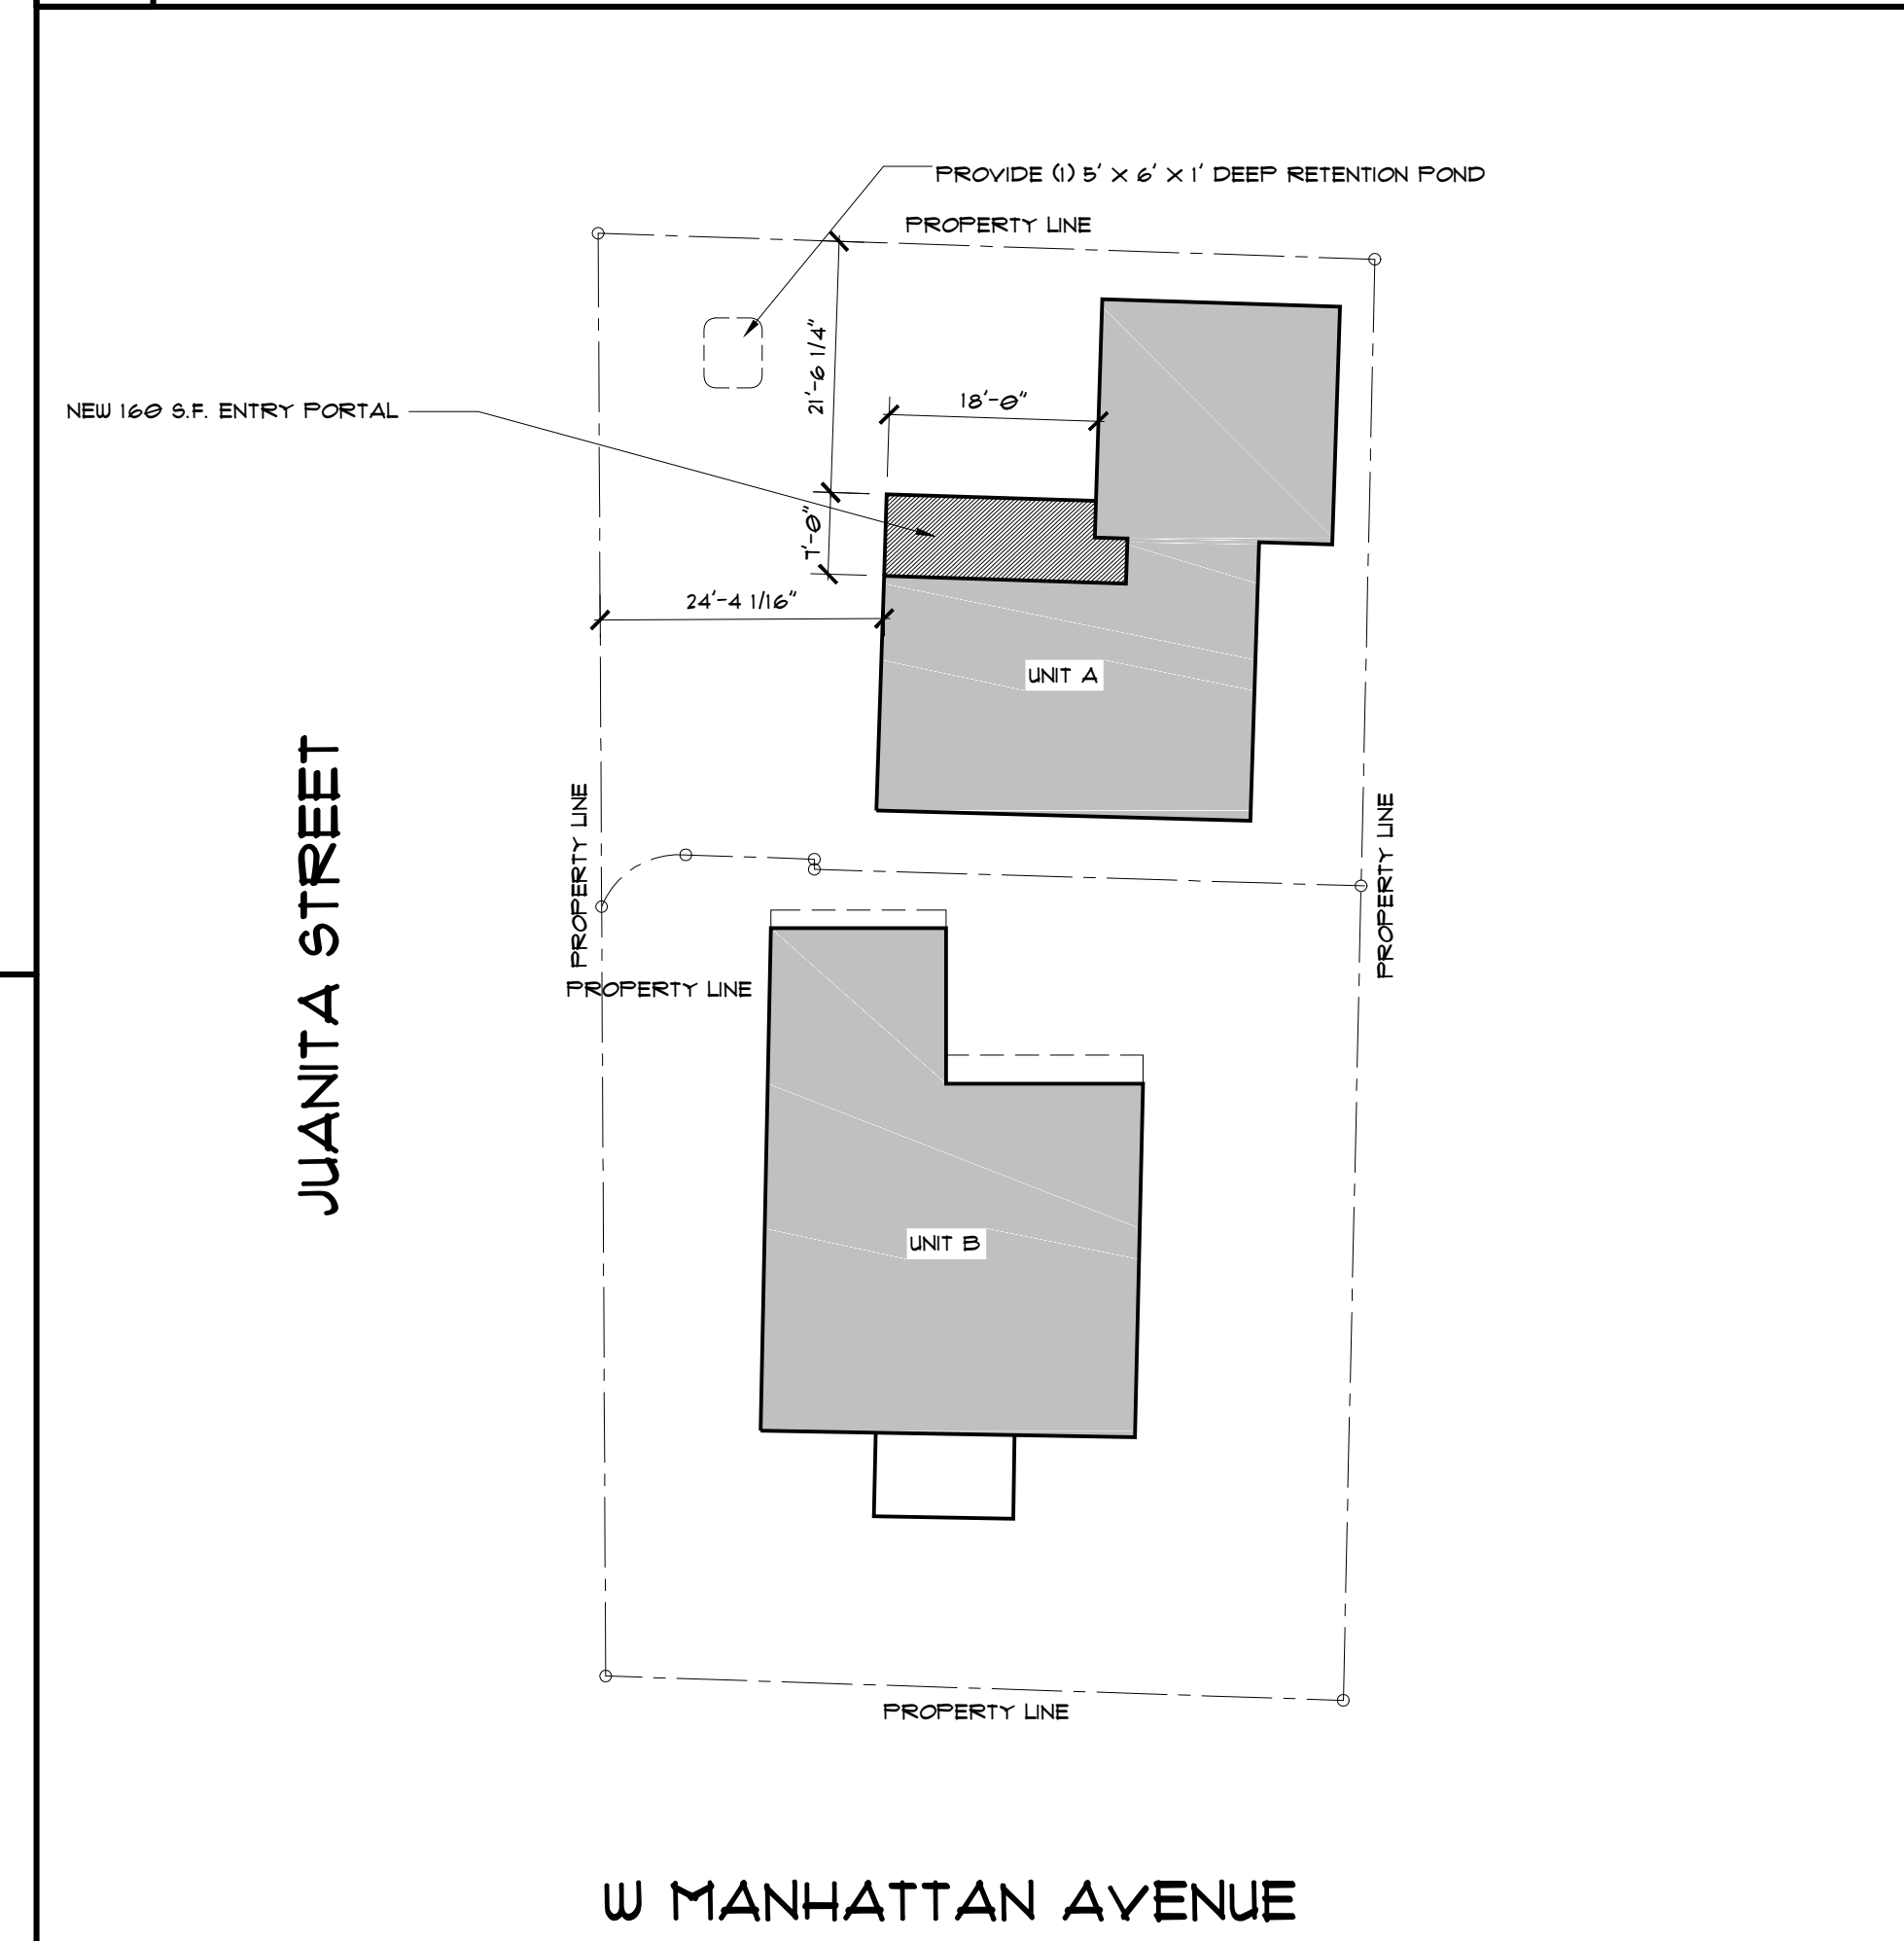 PROVIDE (1) 5' X 6' X 1' DEEP RETENTION POND
PROPERTY LINE
21'-6 1/4"
18'-0"
NEW 160 S.F. ENTRY PORTAL
7'-0"
24'-4 1/16"
UNIT A
JUANITA STREET
PROPERTY LINE
PROPERTY LINE
PROPERTY LINE
UNIT B
PROPERTY LINE
W MANHATTAN AVENUE